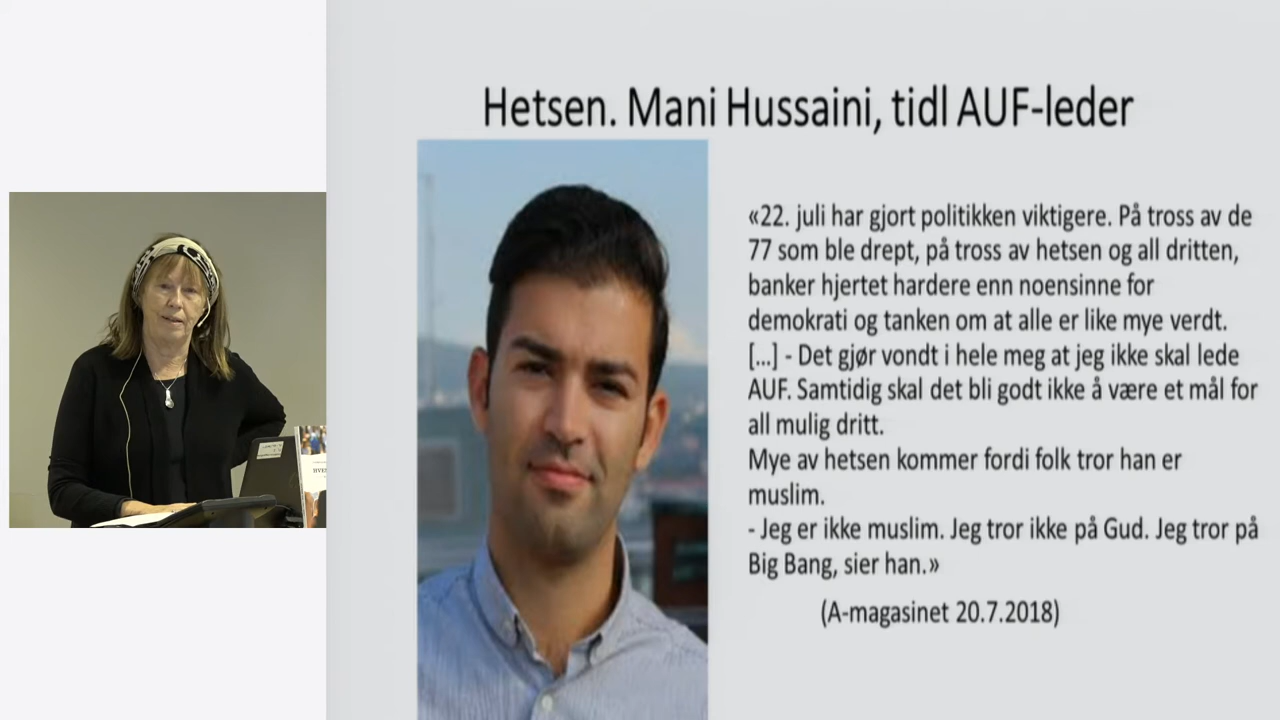 Hetsen. Mani Hussaini, tidl AUF-leder
«22. juli har gjort politikken viktigere. På tross av de
77 som ble drept, på tross av hetsen og all dritten,
banker hjertet hardere enn noensinne for
demokrati og tanken om at alle er like mye verdt.
[...] - Det gjør vondt i hele meg at jeg ikke skal lede
AUF. Samtidig skal det bli godt ikke å være et mål for
all mulig dritt.
Mye av hetsen kommer fordi folk tror han er
muslim.
- Jeg er ikke muslim. Jeg tror ikke på Gud. Jeg tror på
Big Bang, sier han.»
(A-magasinet 20.7.2018)